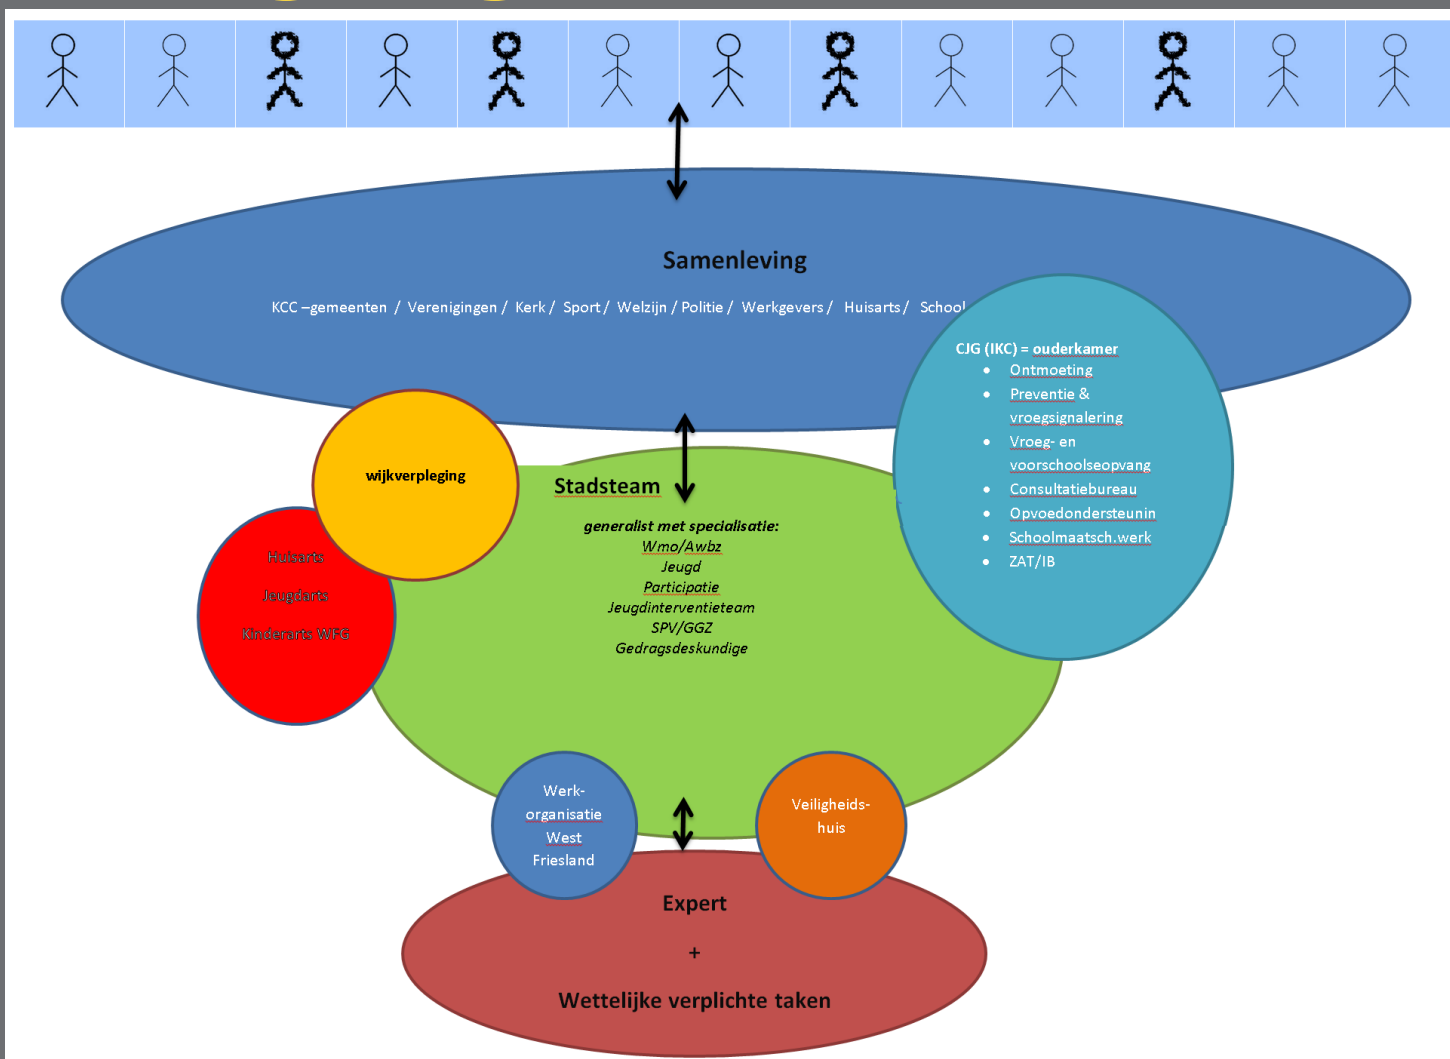 Samenleving
KCC –gemeenten / Verenigingen / Kerk / Sport / Welzijn / Politie / Werkgevers / Huisarts / School
CJG (IKC) = ouderkamer
• Ontmoeting
• Preventie &
vroegsignalering
• Vroeg- en
voorschoolseopvang
• Consultatiebureau
• Opvoedondersteunin
• Schoolmaatsch.werk
• ZAT/IB
wijkverpleging
Huisarts
Jeugdarts
Kinderarts WFG
Stadsteam
generalist met specialisatie:
Wmo/Awbz
Jeugd
Participatie
Jeugdinterventieteam
SPV/GGZ
Gedragsdeskundige
Werk-
organisatie
West
Friesland
Veiligheids-
huis
Expert
+
Wettelijke verplichte taken